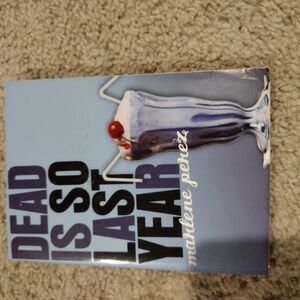 DEAD
IS SO
LAST
YEAR
marlene perez